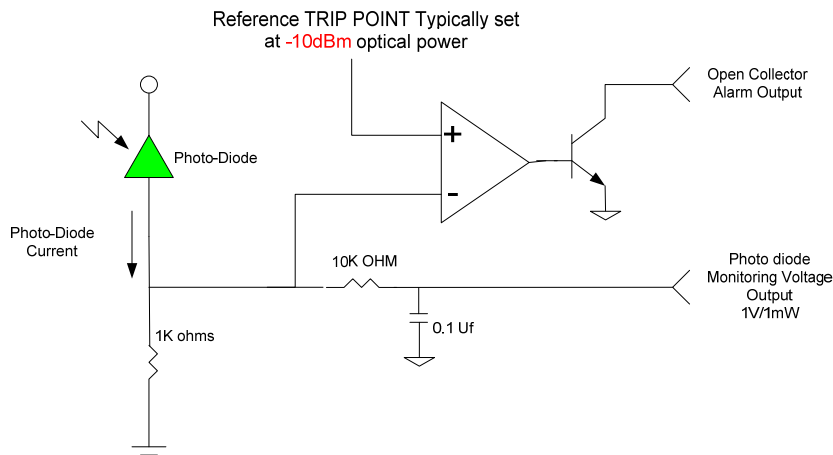 Reference TRIP POINT Typically set
at -10dBm optical power
Open Collector
Alarm Output
+
Photo-Diode
-
Photo-Diode
Current
10K OHM
Photo diode
Monitoring Voltage
Output
1V/1mW
0.1 Uf
1K ohms